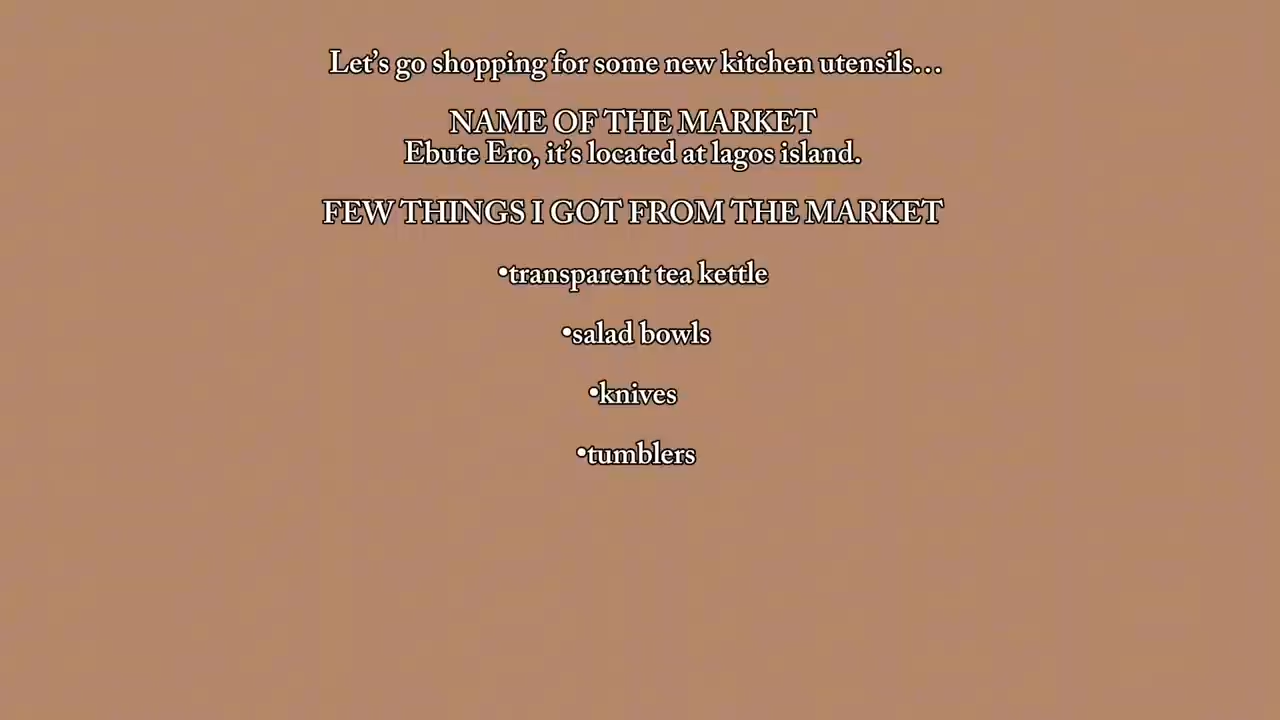 Let’s go shopping for some new kitchen utensils…
NAME OF THE MARKET
Ebute Ero, it’s located at lagos island.
FEW THINGS I GOT FROM THE MARKET
•transparent tea kettle
•salad bowls
•knives
•tumblers